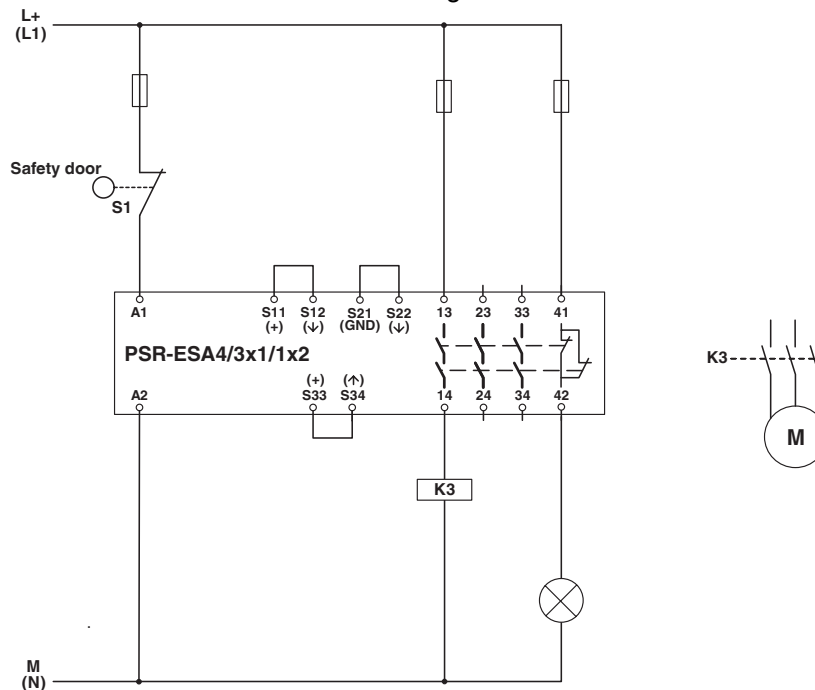 L+
(L1)
Safety door
S1
A1 S11 S12 S21 S22 13 23 33 41
(+) (↓) (GND) (↓)
PSR-ESA4/3x1/1x2
(+) (↑)
A2 S33 S34 14 24 34 42
K3
M
K3
M
(N)